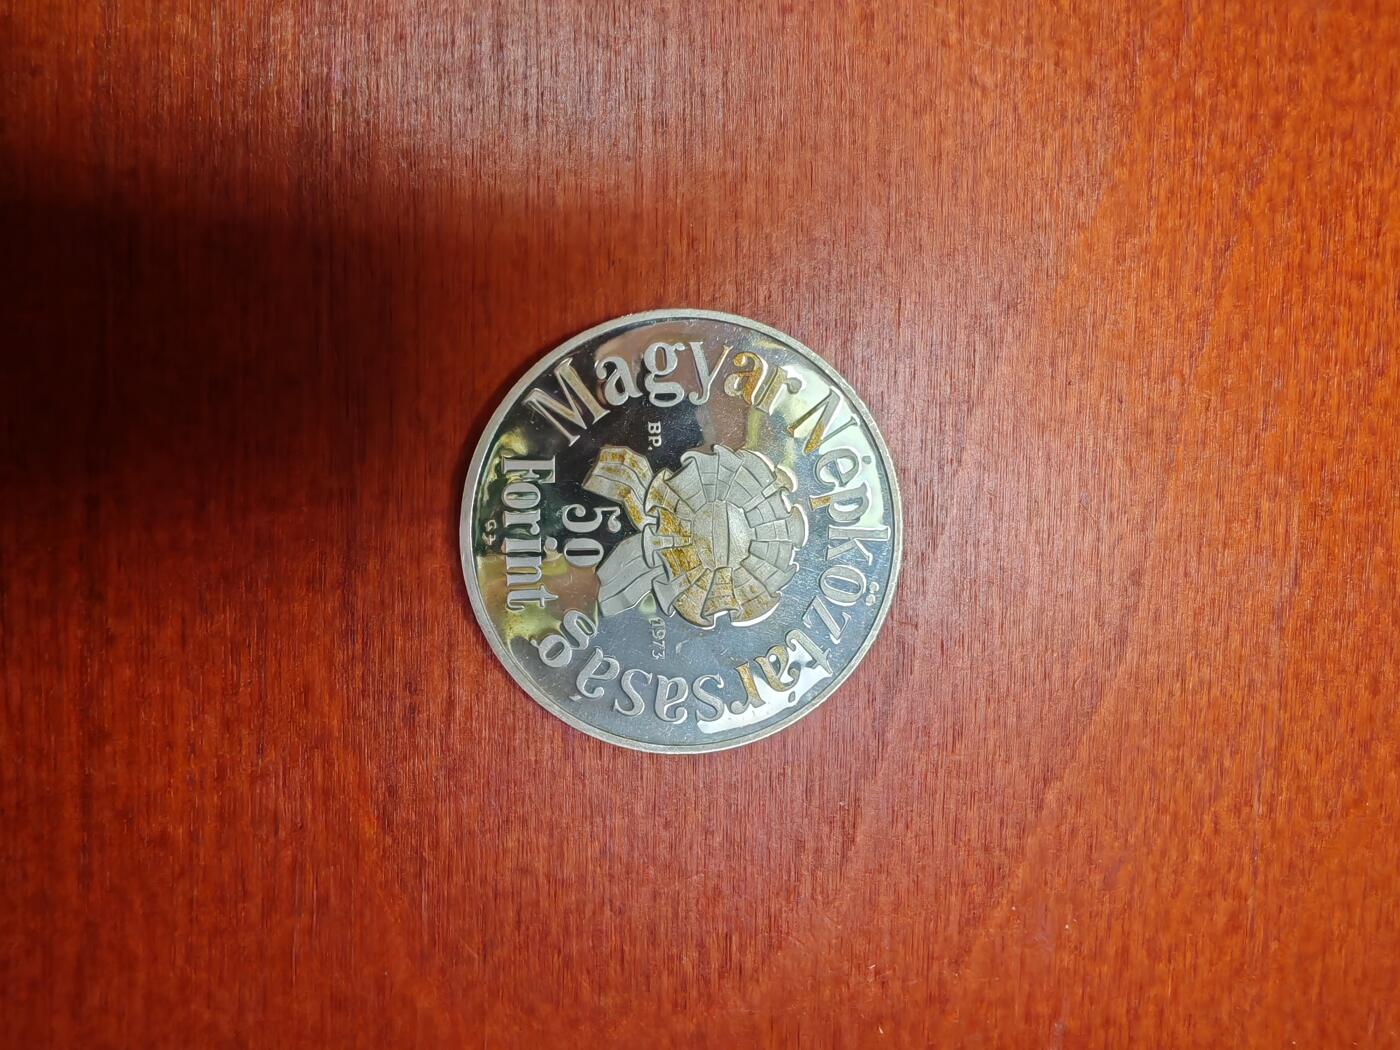 Magyar Népköztársaság
BP. 1973
50
Forint